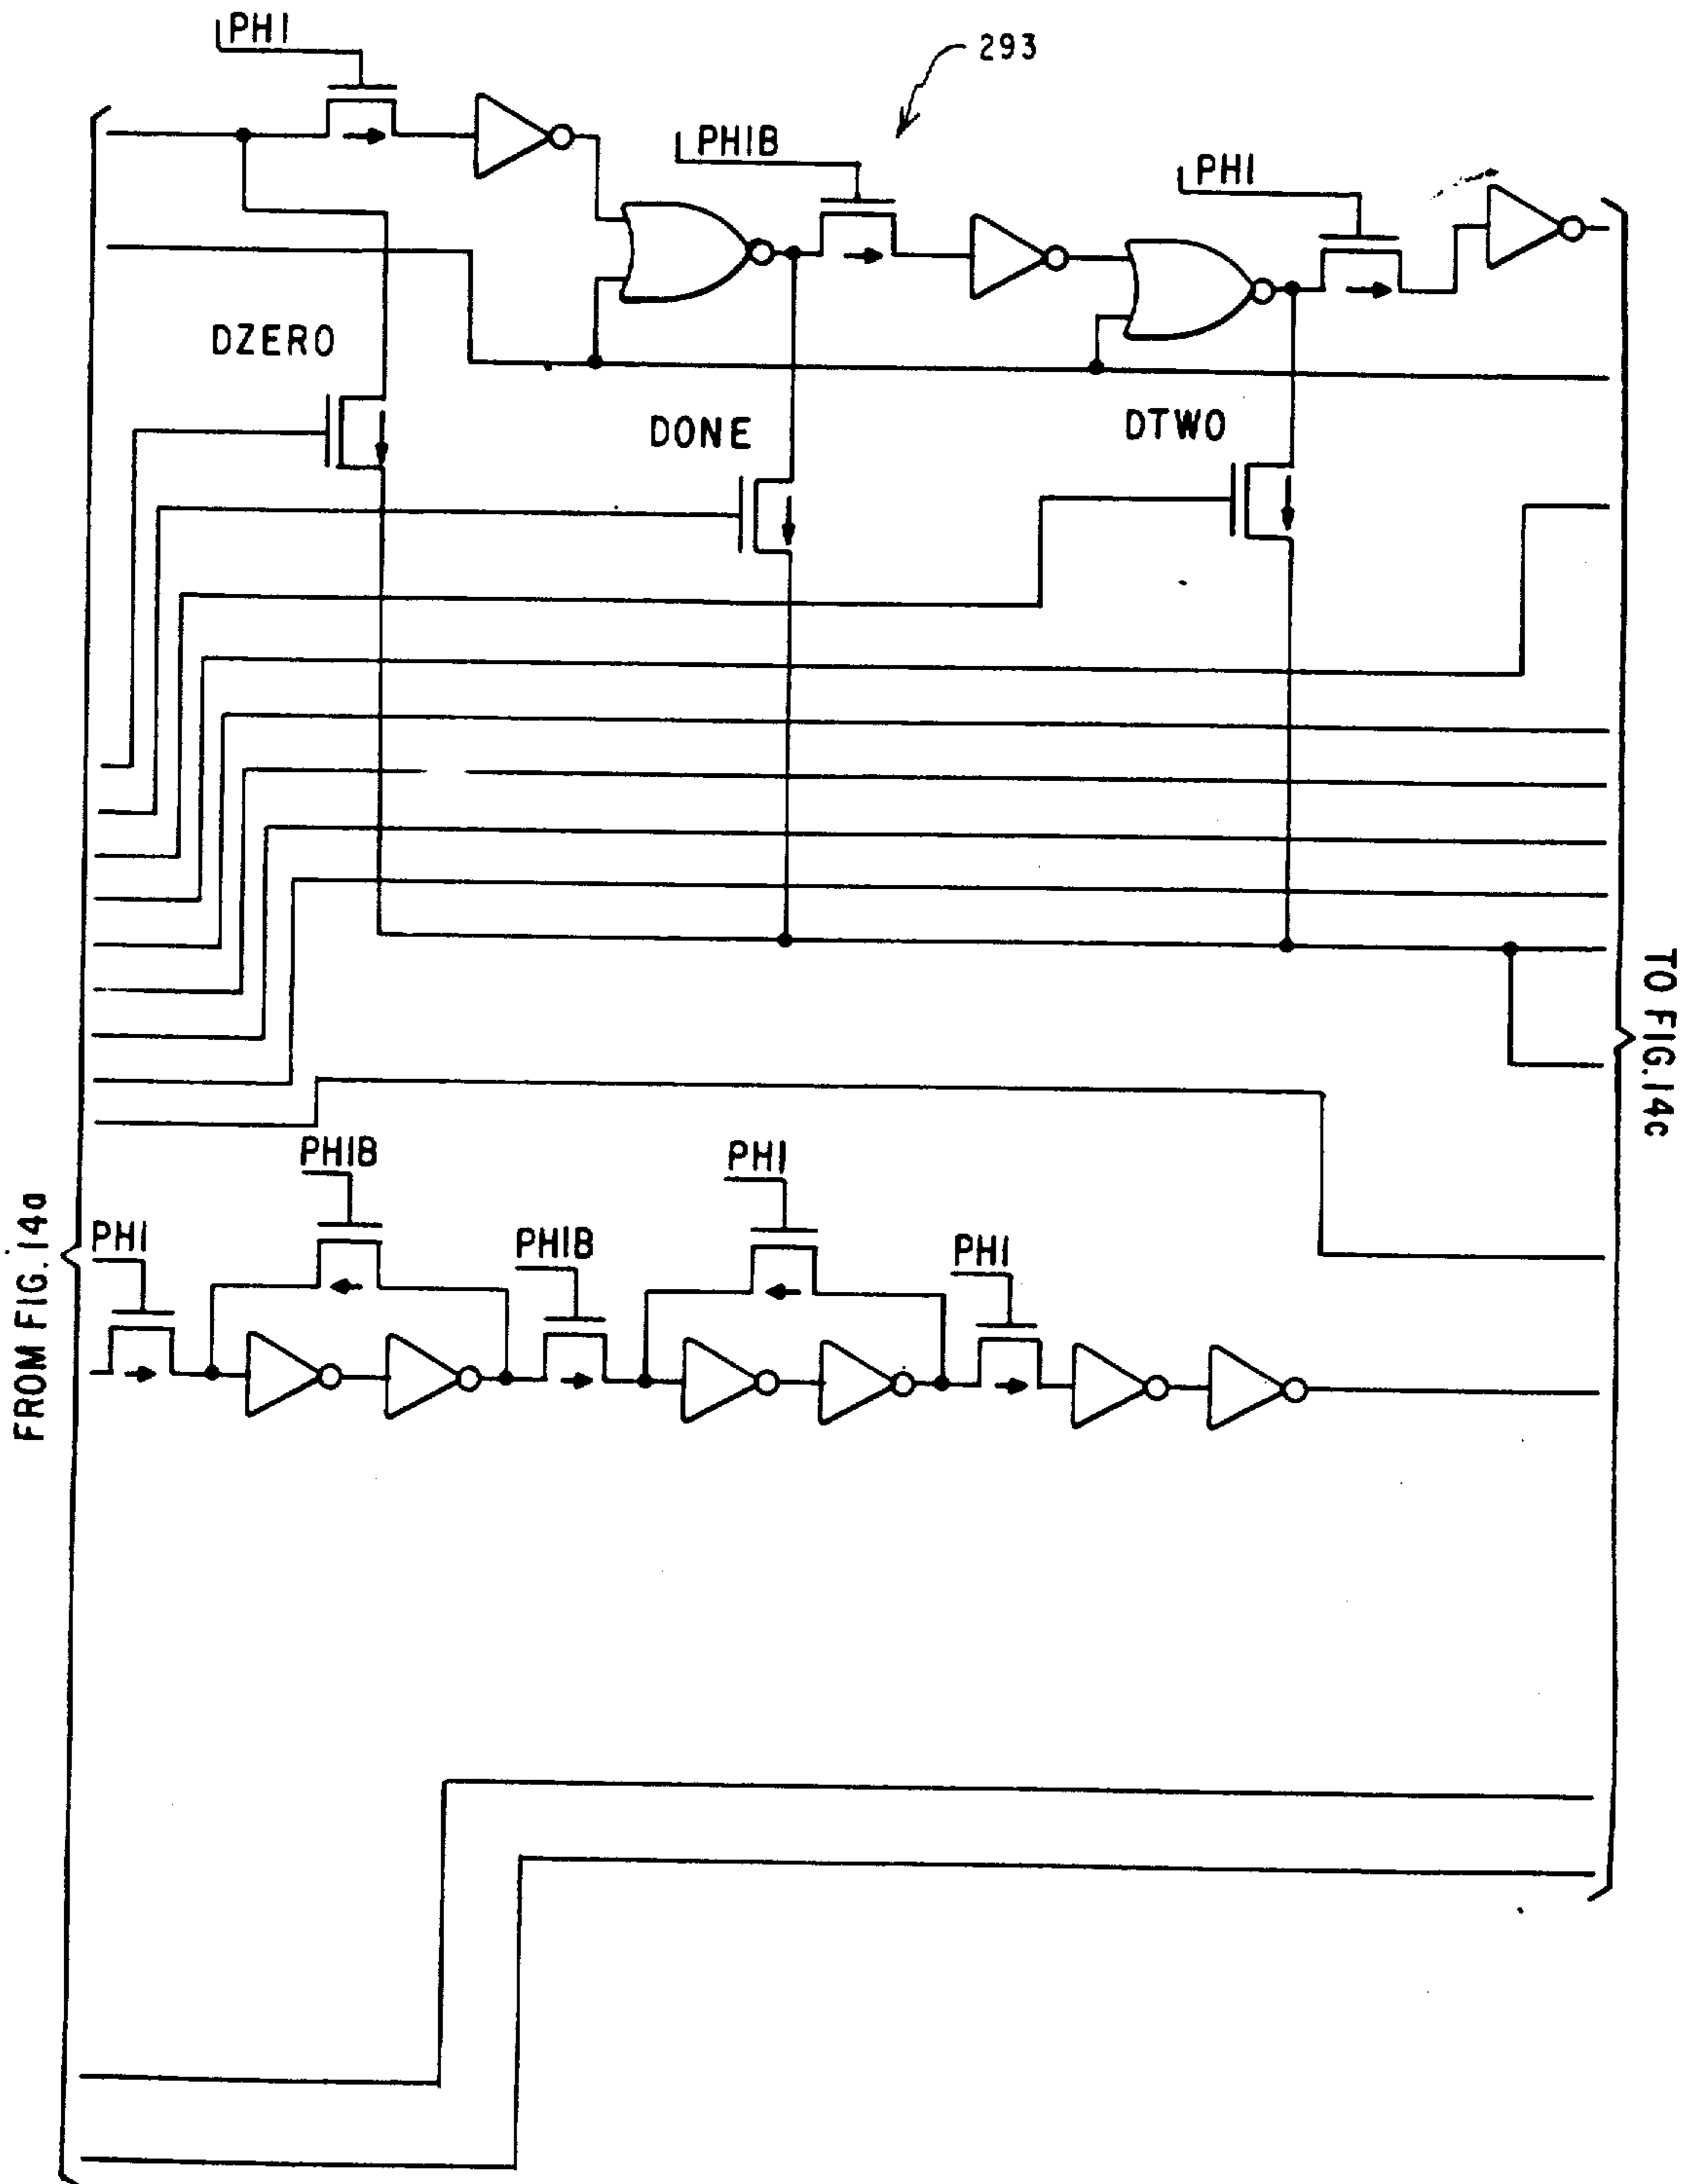 PHI
293
PHIB
PHI
DZERO
DONE
DTWO
TO FIG. 14c
PHIB
PHI
PHI
PHIB
PHI
FROM FIG. 14a